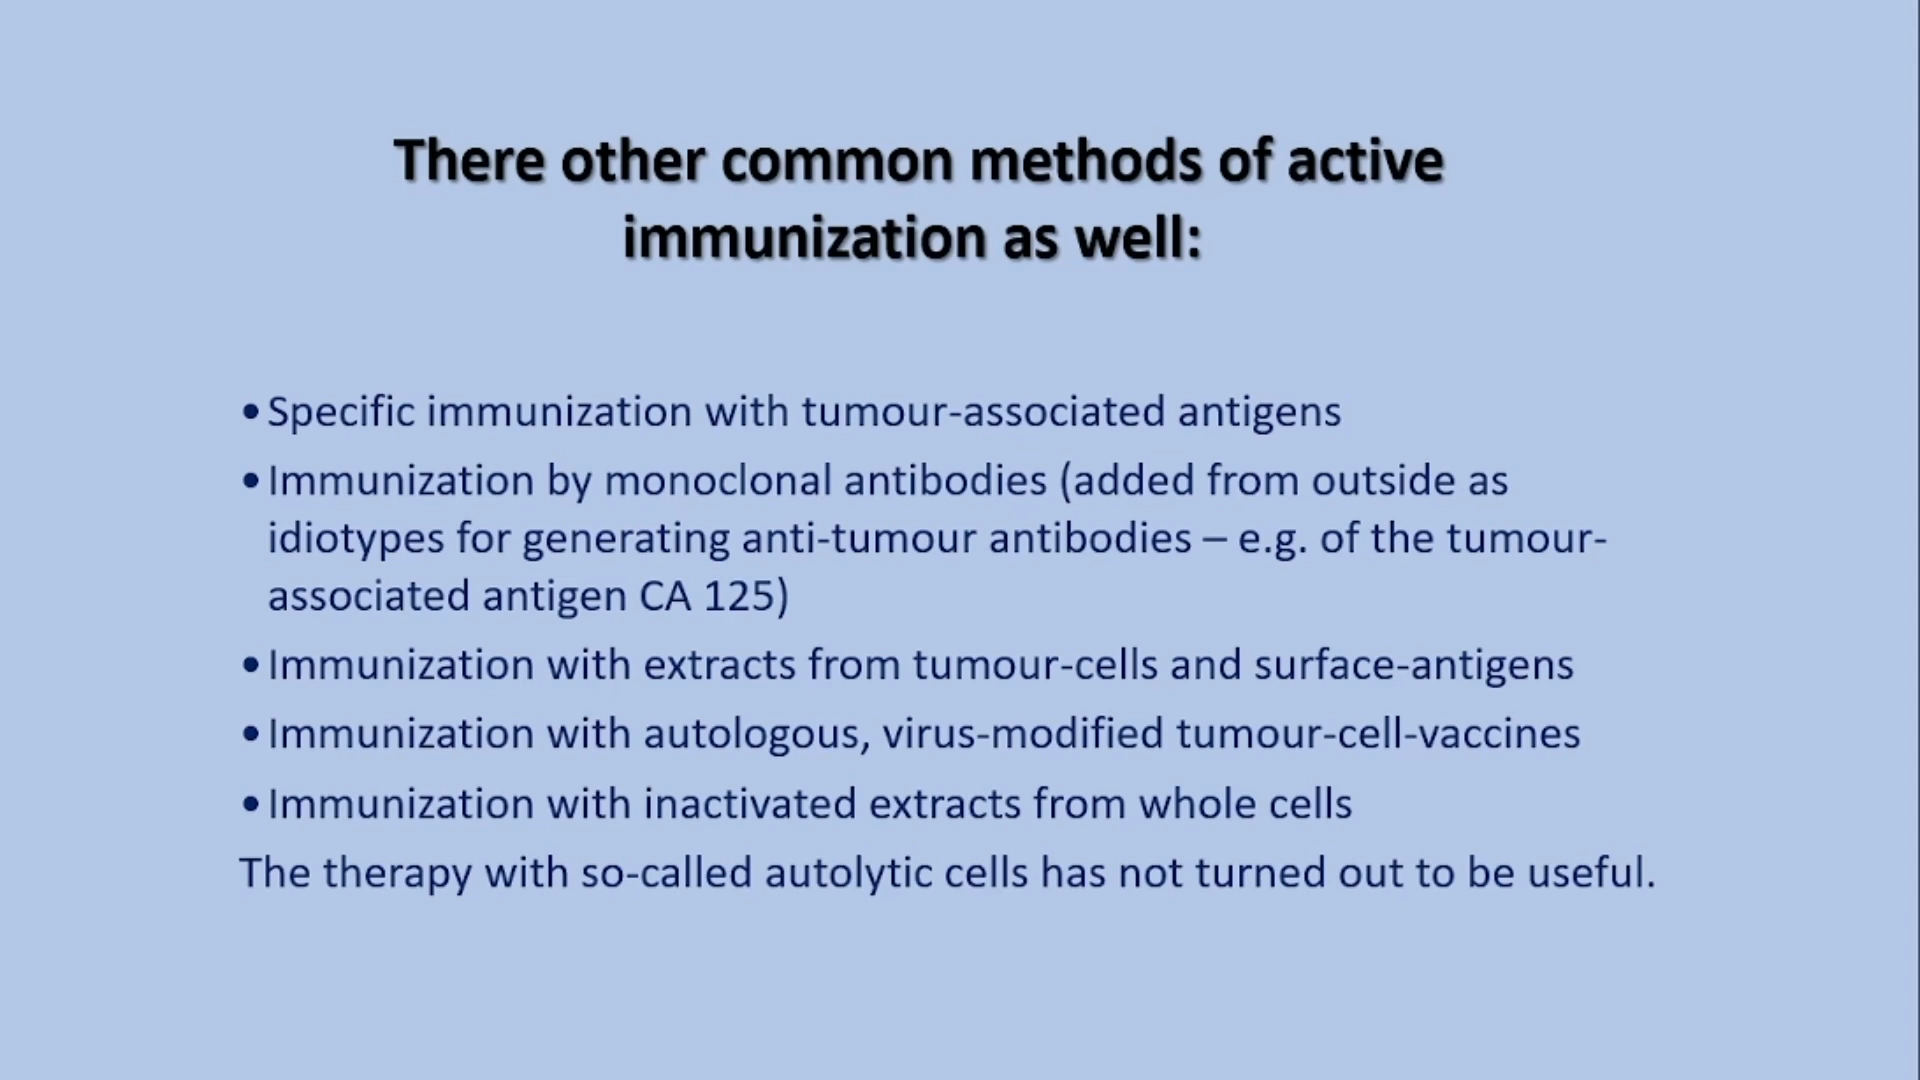 There other common methods of active
immunization as well:
•Specific immunization with tumour-associated antigens
•Immunization by monoclonal antibodies (added from outside as
idiotypes for generating anti-tumour antibodies – e.g. of the tumour-
associated antigen CA 125)
•Immunization with extracts from tumour-cells and surface-antigens
•Immunization with autologous, virus-modified tumour-cell-vaccines
•Immunization with inactivated extracts from whole cells
The therapy with so-called autolytic cells has not turned out to be useful.